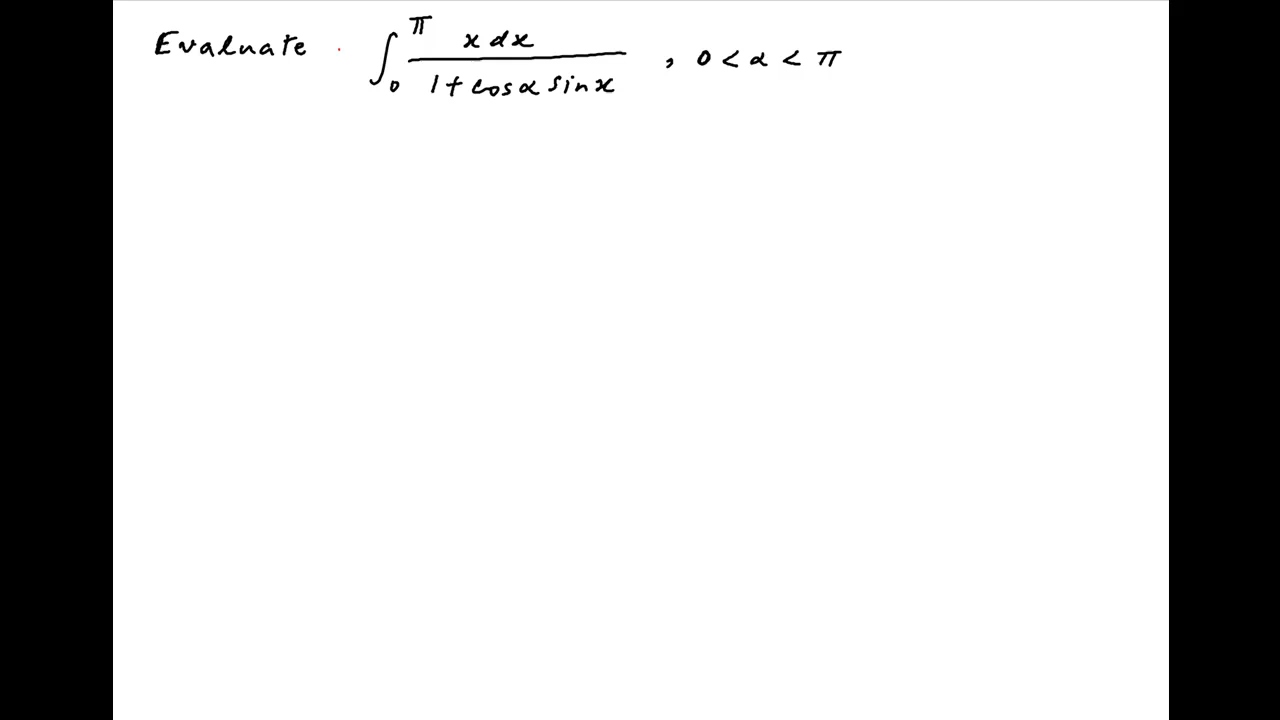 Evaluate ∫₀^π x dx / (1 + cosα sinx) , 0 < α < π